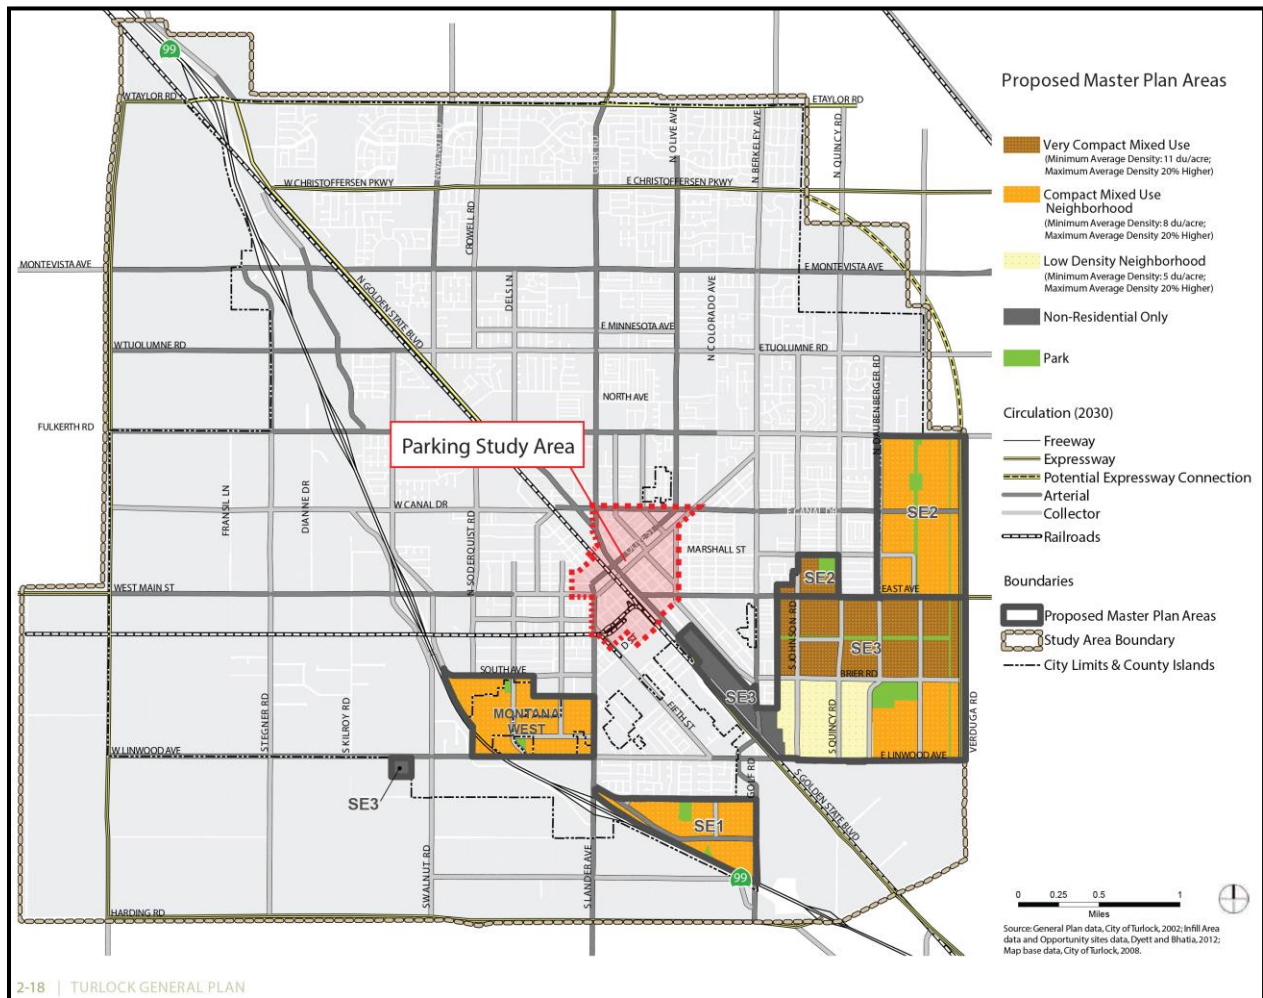 99
W TAYLOR RD
E TAYLOR RD
N WALNUT RD
GEER RD
N OLIVE AVE
N BERKELEY AVE
N QUINCY RD
W CHRISTOFFERSEN PKWY
E CHRISTOFFERSEN PKWY
CROWELL RD
MONTEVISTA AVE
E MONTEVISTA AVE
N GOLDEN STATE BLVD
DELS LN
N COLORADO AVE
E MINNESOTA AVE
W TUOLUMNE RD
E TUOLUMNE RD
N DAUBENBERGER RD
NORTH AVE
FULKERTH RD
Parking Study Area
FRANSIL LN
DIANNE DR
W CANAL DR
E CANAL DR
SE2
N SODERQUIST RD
MARSHALL ST
SE2
WEST MAIN ST
EAST AVE
S JOHNSON RD
SE3
D ST
BRIER RD
SOUTH AVE
SE3
MONTANA
WEST
FIFTH ST
S TEGNER RD
S KILROY RD
S QUINCY RD
VERDUGA RD
W LINWOOD AVE
E LINWOOD AVE
GOLF RD
S GOLDEN STATE BLVD
SE3
SE1
S WALNUT RD
S LANDER AVE
99
HARDING RD
Proposed Master Plan Areas
Very Compact Mixed Use
(Minimum Average Density: 11 du/acre;
Maximum Average Density 20% Higher)
Compact Mixed Use
Neighborhood
(Minimum Average Density: 8 du/acre;
Maximum Average Density 20% Higher)
Low Density Neighborhood
(Minimum Average Density: 5 du/acre;
Maximum Average Density 20% Higher)
Non-Residential Only
Park
Circulation (2030)
Freeway
Expressway
Potential Expressway Connection
Arterial
Collector
Railroads
Boundaries
Proposed Master Plan Areas
Study Area Boundary
City Limits & County Islands
0 0.25 0.5 1
Miles
Source: General Plan data, City of Turlock, 2002; Infill Area
data and Opportunity sites data, Dyett and Bhatia, 2012;
Map base data, City of Turlock, 2008.
2-18 | TURLOCK GENERAL PLAN